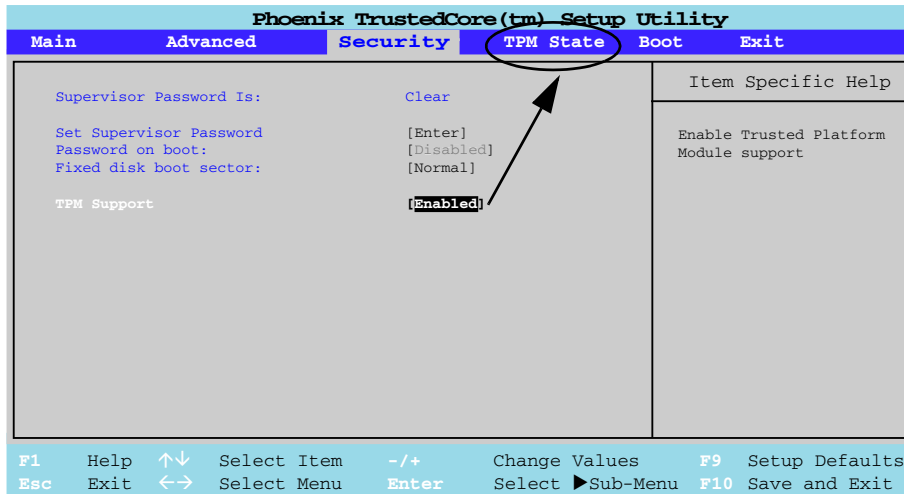 Phoenix TrustedCore(tm) Setup Utility
Main Advanced Security TPM State Boot Exit
Item Specific Help
Supervisor Password Is: Clear
Set Supervisor Password [Enter]
Password on boot: [Disabled]
Fixed disk boot sector: [Normal]
TPM Support [Enabled]
Enable Trusted Platform
Module support
F1 Help ↑↓ Select Item -/+ Change Values F9 Setup Defaults
Esc Exit ←→ Select Menu Enter Select ▶Sub-Menu F10 Save and Exit